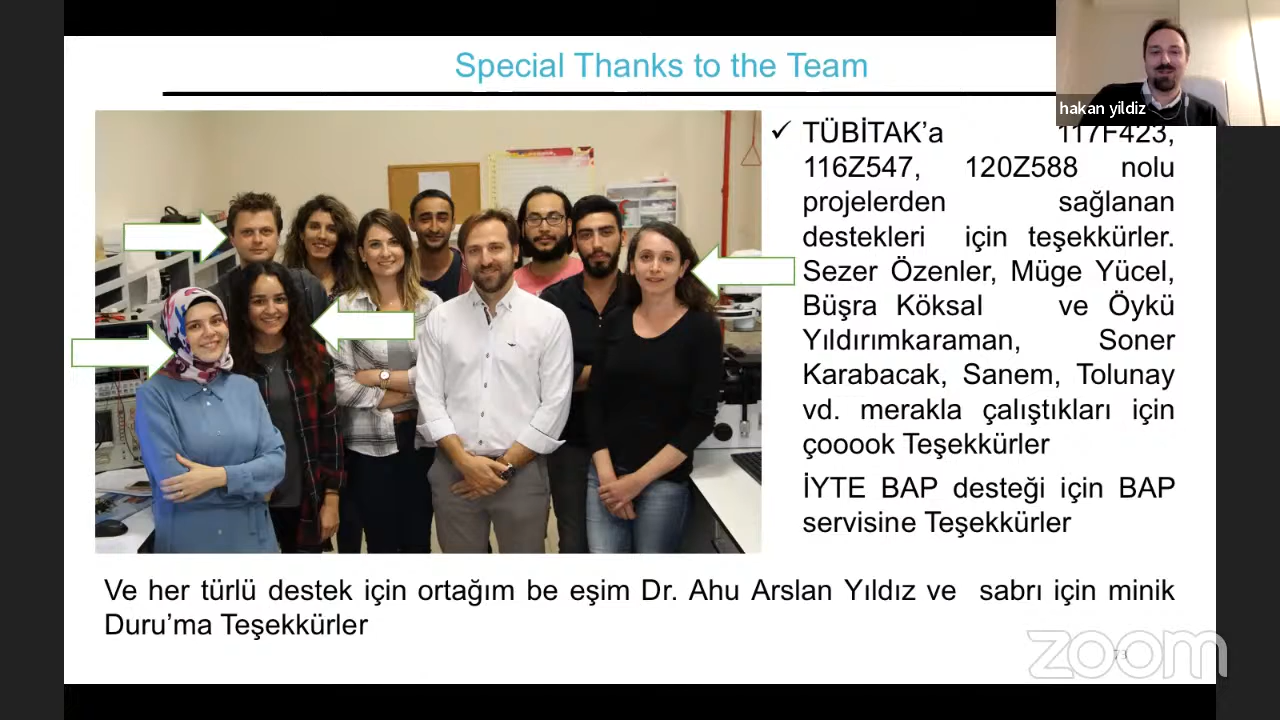 Special Thanks to the Team
hakan yildiz
✓ TÜBİTAK’a 117F423,
116Z547, 120Z588 nolu
projelerden sağlanan
destekleri için teşekkürler.
Sezer Özenler, Müge Yücel,
Büşra Köksal ve Öykü
Yıldırımkaraman, Soner
Karabacak, Sanem, Tolunay
vd. merakla çalıştıkları için
çooook Teşekkürler
İYTE BAP desteği için BAP
servisine Teşekkürler
Ve her türlü destek için ortağım be eşim Dr. Ahu Arslan Yıldız ve sabrı için minik
Duru’ma Teşekkürler
zoom
73